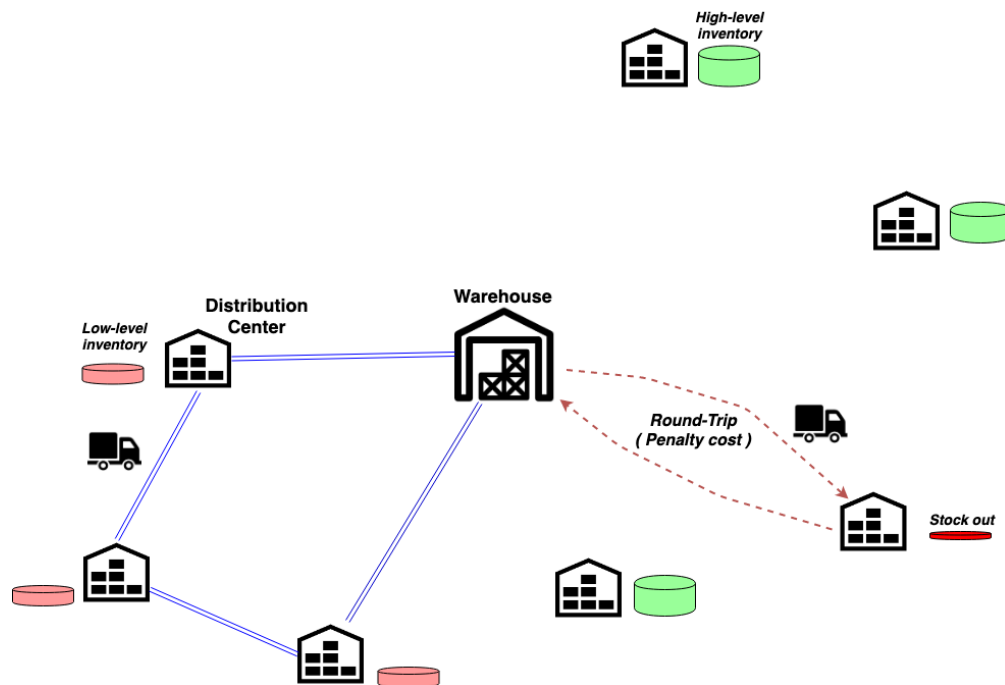 High-level
inventory
Warehouse
Distribution
Center
Low-level
inventory
Round-Trip
( Penalty cost )
Stock out